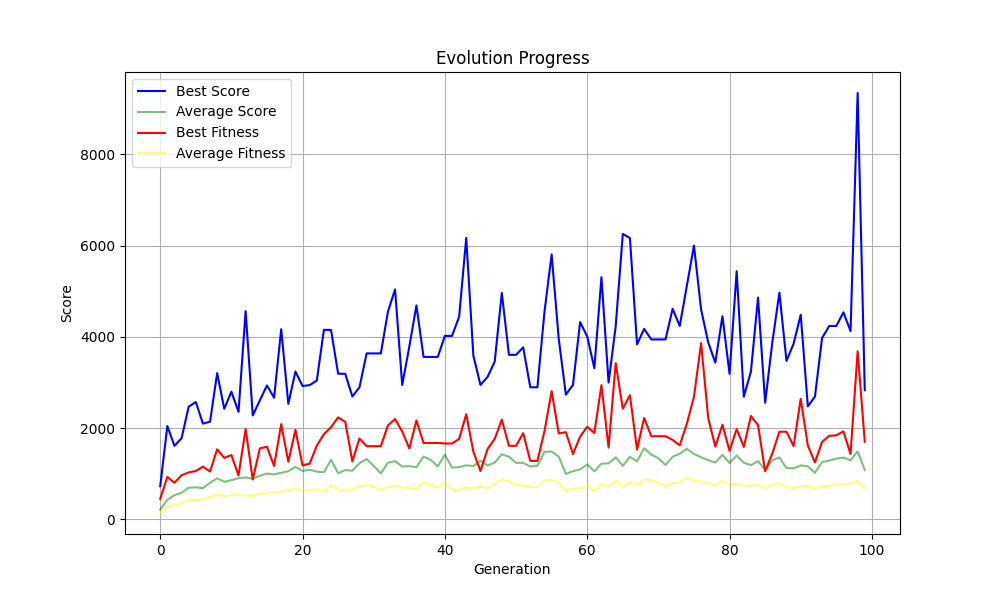 Evolution Progress
Best Score
Average Score
Best Fitness
Average Fitness
8000
6000
4000
2000
0
Score
0 20 40 60 80 100
Generation